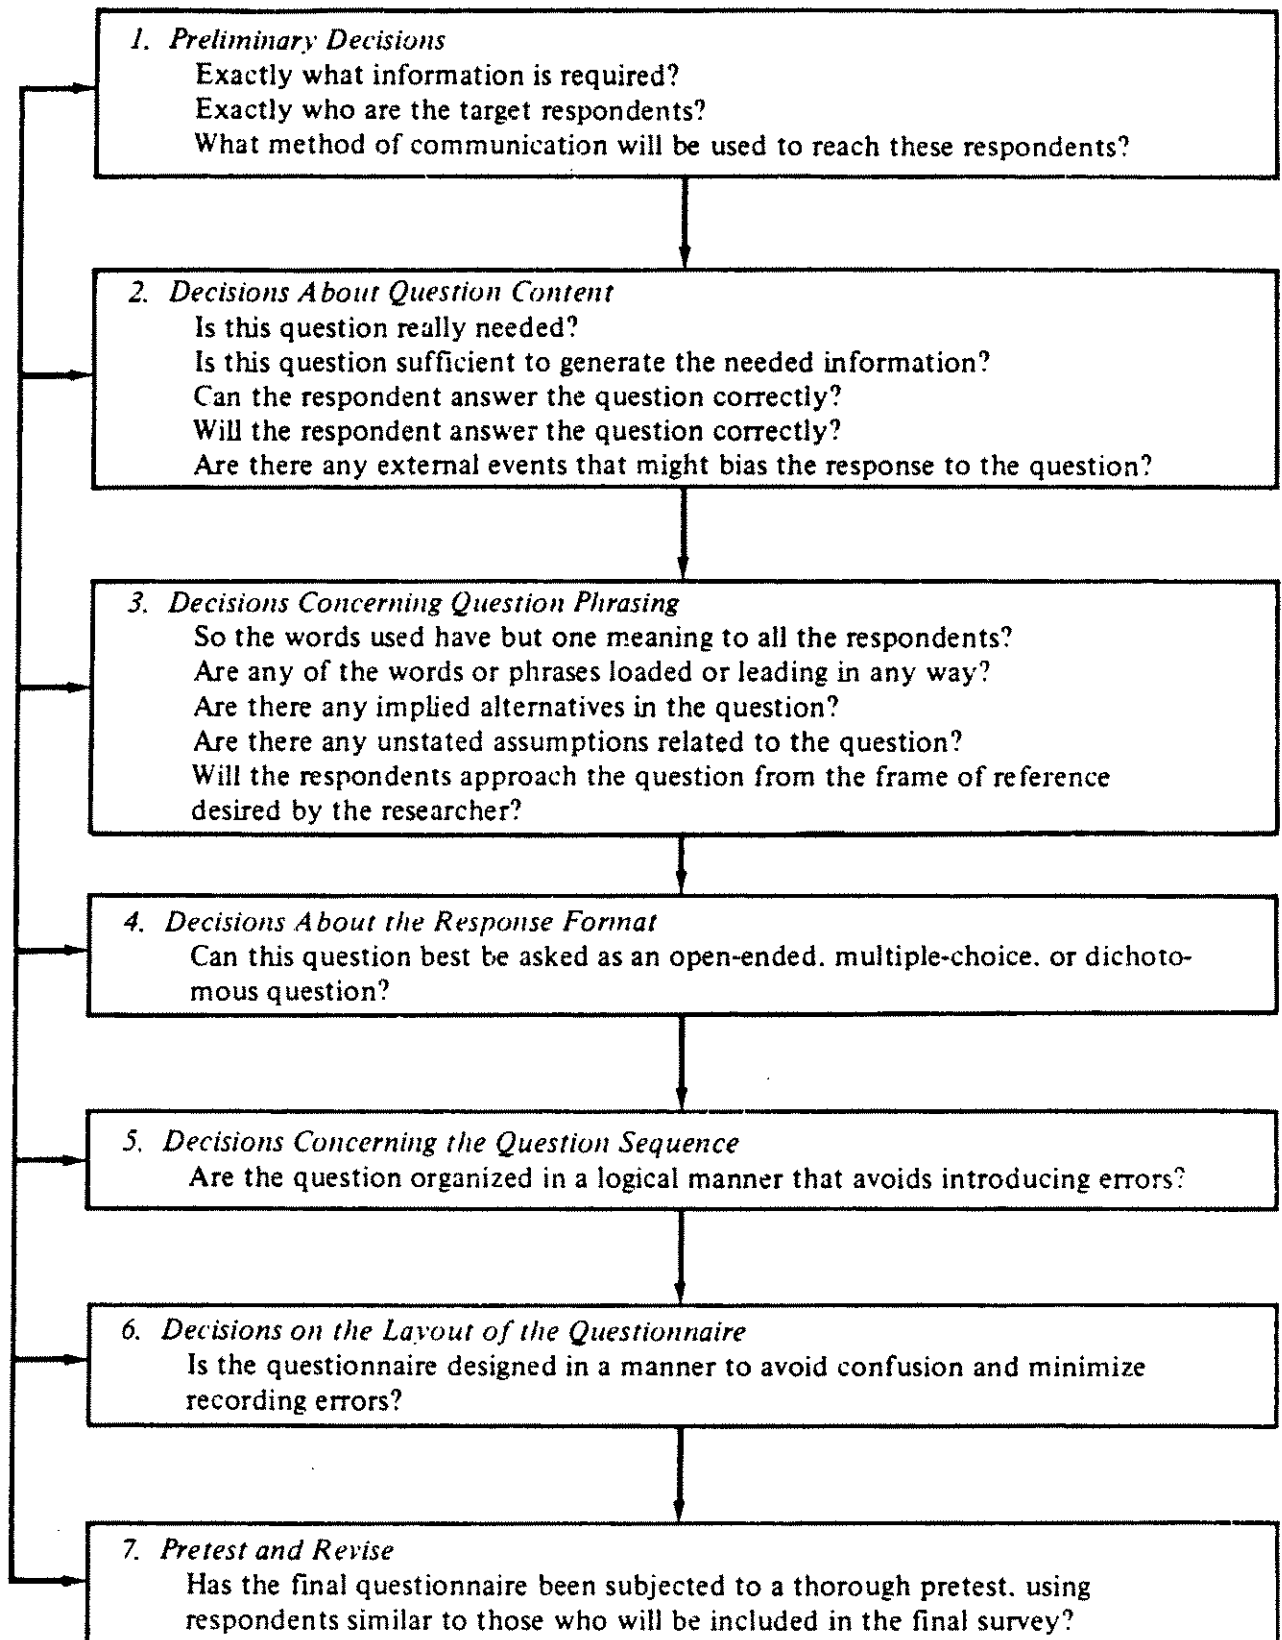 1. Preliminary Decisions
Exactly what information is required?
Exactly who are the target respondents?
What method of communication will be used to reach these respondents?
2. Decisions About Question Content
Is this question really needed?
Is this question sufficient to generate the needed information?
Can the respondent answer the question correctly?
Will the respondent answer the question correctly?
Are there any external events that might bias the response to the question?
3. Decisions Concerning Question Phrasing
So the words used have but one meaning to all the respondents?
Are any of the words or phrases loaded or leading in any way?
Are there any implied alternatives in the question?
Are there any unstated assumptions related to the question?
Will the respondents approach the question from the frame of reference
desired by the researcher?
4. Decisions About the Response Format
Can this question best be asked as an open-ended. multiple-choice. or dichoto-
mous question?
5. Decisions Concerning the Question Sequence
Are the question organized in a logical manner that avoids introducing errors?
6. Decisions on the Layout of the Questionnaire
Is the questionnaire designed in a manner to avoid confusion and minimize
recording errors?
7. Pretest and Revise
Has the final questionnaire been subjected to a thorough pretest. using
respondents similar to those who will be included in the final survey?